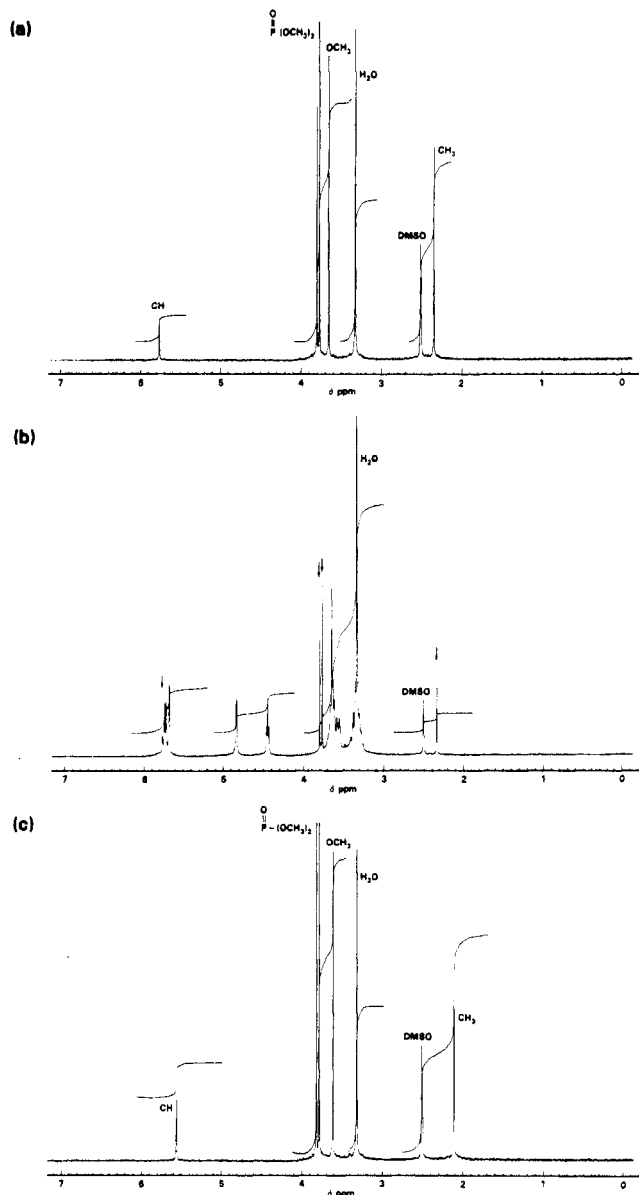 (a)
O
P (OCH₃)₂
OCH₃
H₂O
CH₃
DMSO
CH
7 6 5 4 3 2 1 0
δ ppm
(b)
H₂O
DMSO
7 6 5 4 3 2 1 0
δ ppm
(c)
O
P – (OCH₃)₂
OCH₃
H₂O
CH₃
DMSO
CH
7 6 5 4 3 2 1 0
δ ppm